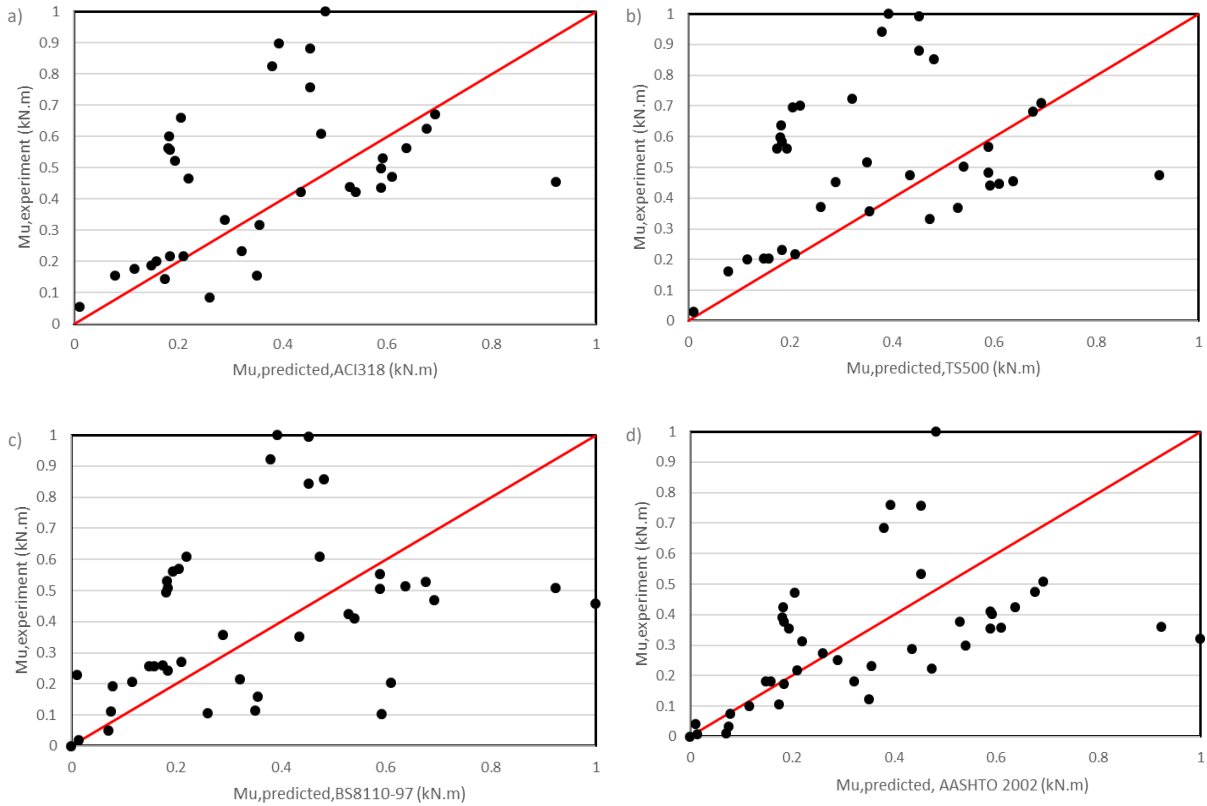 a)
1
0.9
0.8
0.7
0.6
0.5
0.4
0.3
0.2
0.1
0
Mu,experiment (kN.m)
0 0.2 0.4 0.6 0.8 1
Mu,predicted,ACI318 (kN.m)
b)
1
0.9
0.8
0.7
0.6
0.5
0.4
0.3
0.2
0.1
0
Mu,experiment (kN.m)
0 0.2 0.4 0.6 0.8 1
Mu,predicted,TS500 (kN.m)
c)
1
0.9
0.8
0.7
0.6
0.5
0.4
0.3
0.2
0.1
0
Mu,experiment (kN.m)
0 0.2 0.4 0.6 0.8 1
Mu,predicted,BS8110-97 (kN.m)
d)
1
0.9
0.8
0.7
0.6
0.5
0.4
0.3
0.2
0.1
0
Mu,experiment (kN.m)
0 0.2 0.4 0.6 0.8 1
Mu,predicted, AASHTO 2002 (kN.m)